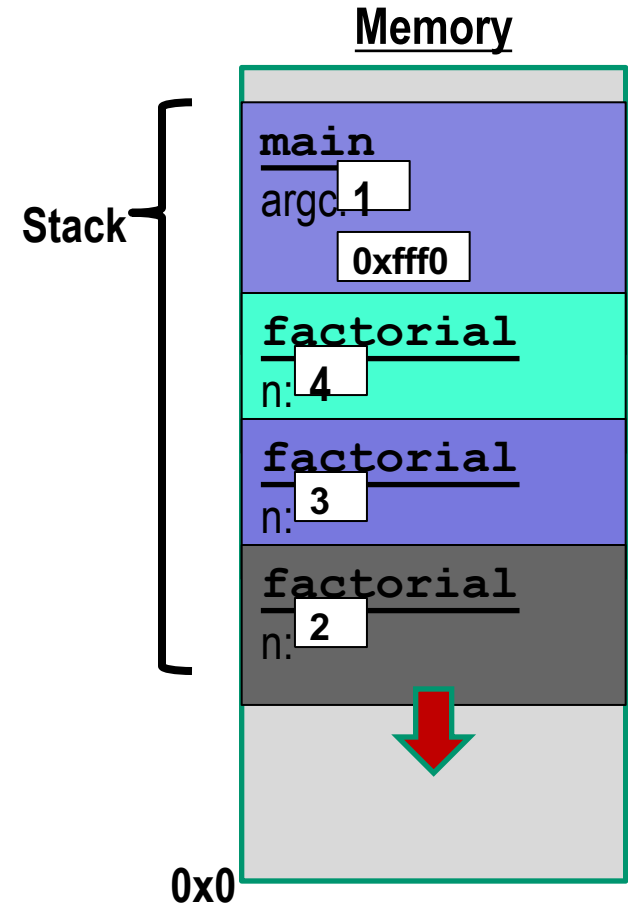 Memory
Stack
main
argc: 1
0xfff0
factorial
n: 4
factorial
n: 3
factorial
n: 2
0x0